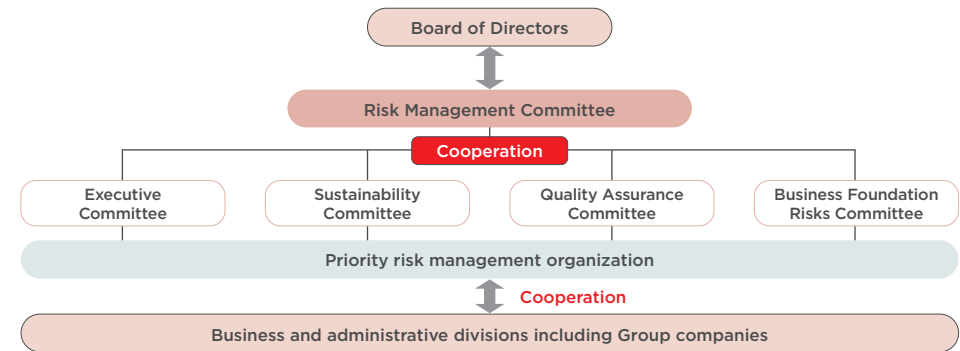 Board of Directors
Risk Management Committee
Cooperation
Executive
Committee
Sustainability
Committee
Quality Assurance
Committee
Business Foundation
Risks Committee
Priority risk management organization
Cooperation
Business and administrative divisions including Group companies